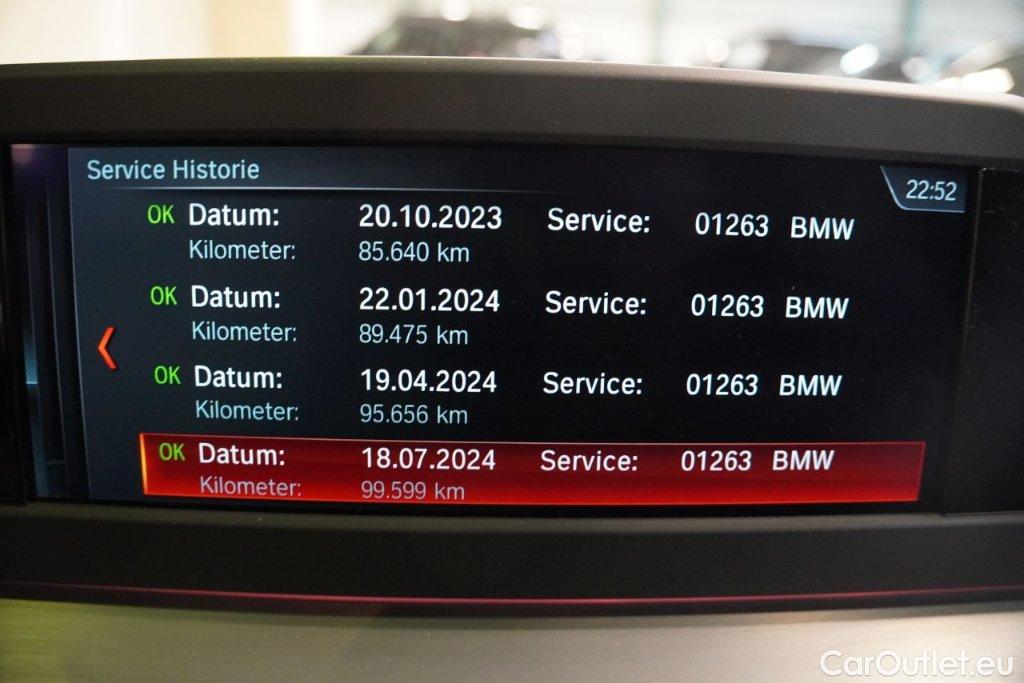 Service Historie
22:52
OK Datum: 20.10.2023 Service: 01263 BMW
Kilometer: 85.640 km
OK Datum: 22.01.2024 Service: 01263 BMW
Kilometer: 89.475 km
OK Datum: 19.04.2024 Service: 01263 BMW
Kilometer: 95.656 km
OK Datum: 18.07.2024 Service: 01263 BMW
Kilometer: 99.599 km
CarOutlet.eu